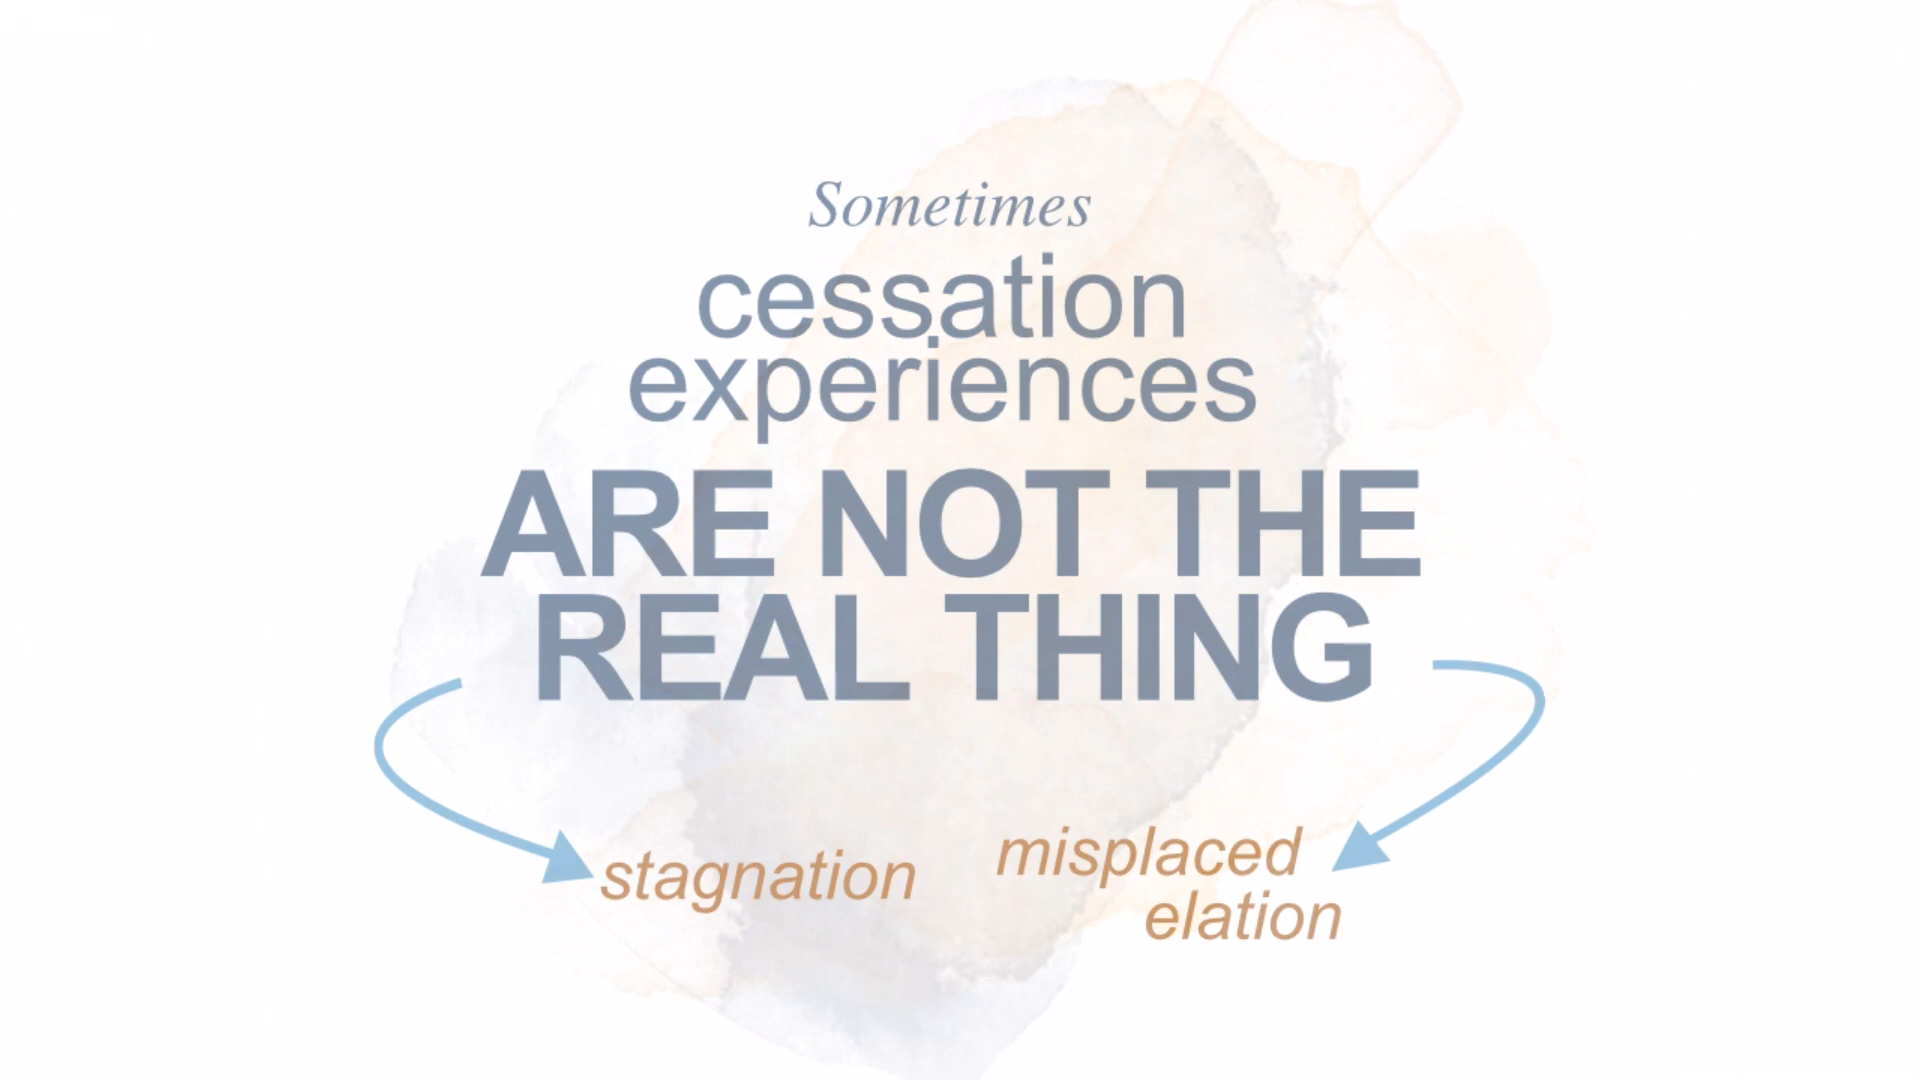 Sometimes
cessation
experiences
ARE NOT THE
REAL THING
stagnation
misplaced
elation